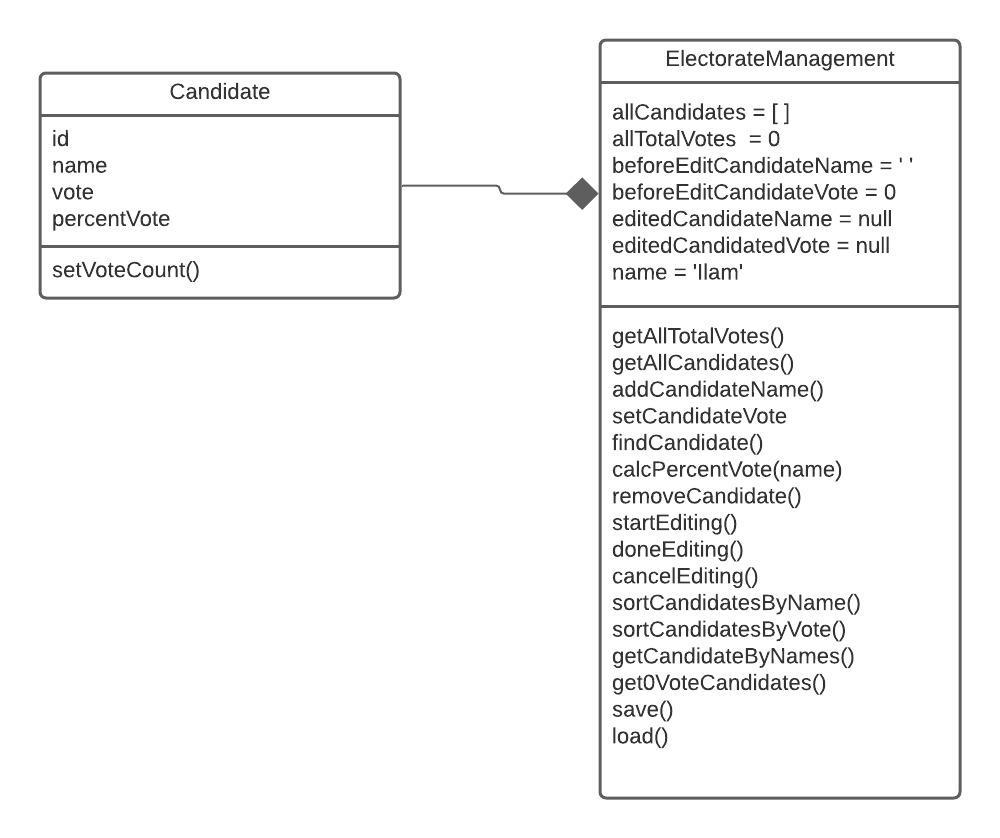 Candidate
id
name
vote
percentVote
setVoteCount()
ElectorateManagement
allCandidates = [ ]
allTotalVotes  = 0
beforeEditCandidateName = ' '
beforeEditCandidateVote = 0
editedCandidateName = null
editedCandidatedVote = null
name = 'Ilam'
getAllTotalVotes()
getAllCandidates()
addCandidateName()
setCandidateVote
findCandidate()
calcPercentVote(name)
removeCandidate()
startEditing()
doneEditing()
cancelEditing()
sortCandidatesByName()
sortCandidatesByVote()
getCandidateByNames()
get0VoteCandidates()
save()
load()